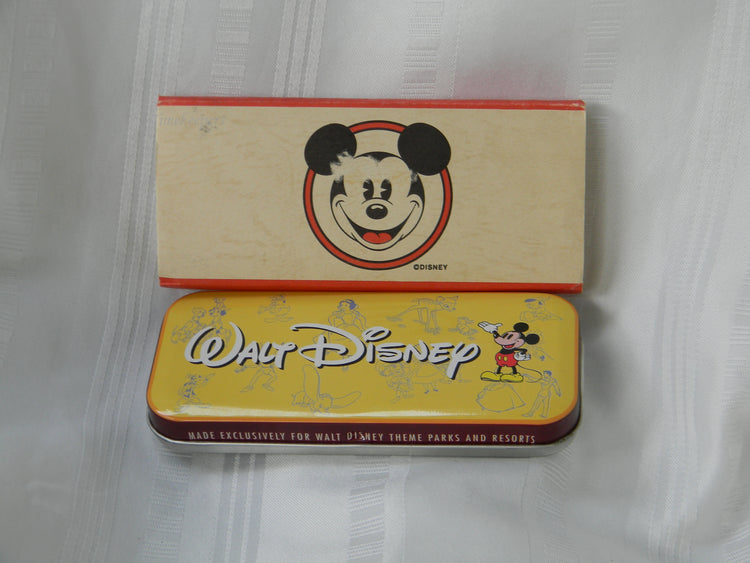 ©DISNEY
WALT DISNEY
MADE EXCLUSIVELY FOR WALT DISNEY THEME PARKS AND RESORTS